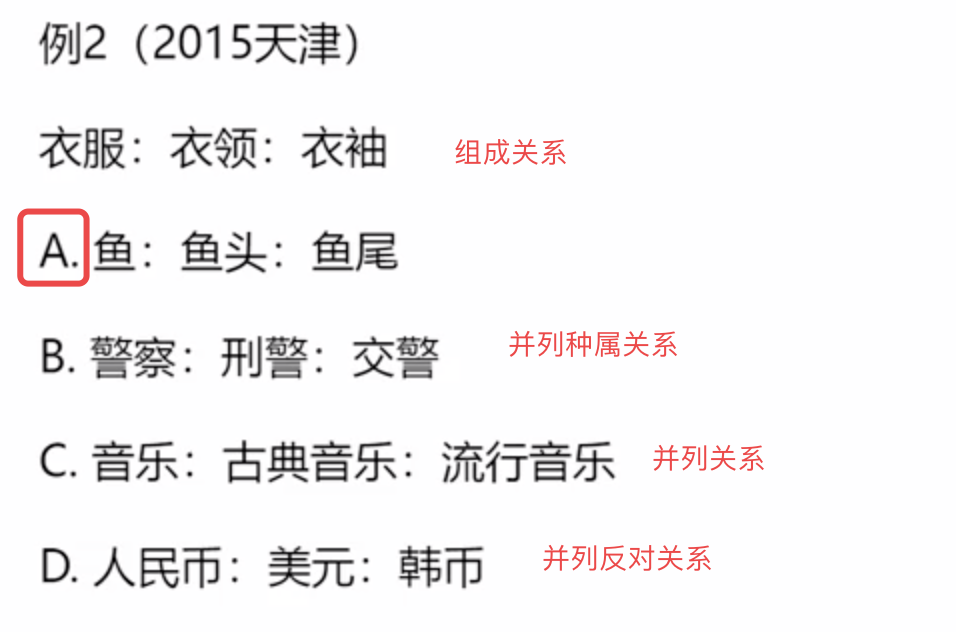 例2（2015天津）
衣服：衣领：衣袖 组成关系
A. 鱼：鱼头：鱼尾
B. 警察：刑警：交警 并列种属关系
C. 音乐：古典音乐：流行音乐 并列关系
D. 人民币：美元：韩币 并列反对关系